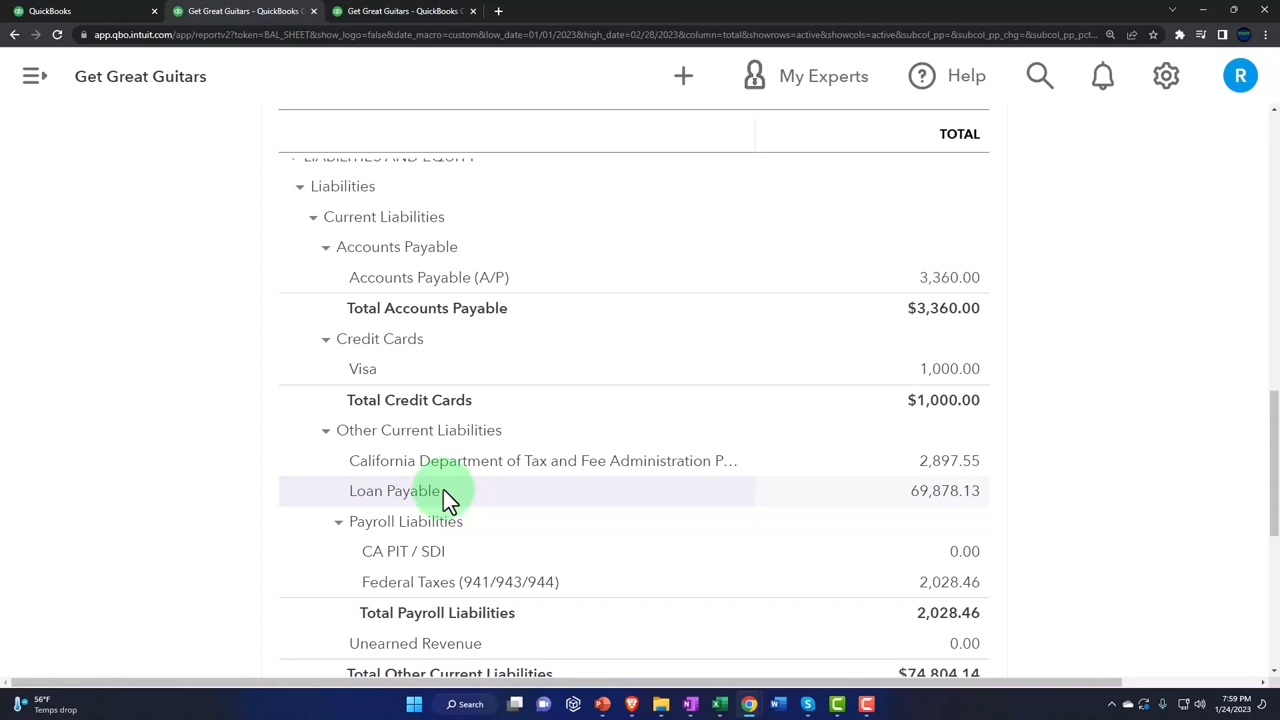 QuickBooks
Get Great Guitars - QuickBooks
Get Great Guitars - QuickBooks
app.qbo.intuit.com/app/reportv2?token=BAL_SHEET&show_logo=false&date_macro=custom&low_date=01/01/2023&high_date=02/28/2023&column=total&showrows=active&showcols=active&subcol_pp=&subcol_pp_chg=&subcol_pp_pct...
Get Great Guitars
My Experts
Help
R
TOTAL
LIABILITIES AND EQUITY
Liabilities
Current Liabilities
Accounts Payable
Accounts Payable (A/P) 3,360.00
Total Accounts Payable $3,360.00
Credit Cards
Visa 1,000.00
Total Credit Cards $1,000.00
Other Current Liabilities
California Department of Tax and Fee Administration P… 2,897.55
Loan Payable 69,878.13
Payroll Liabilities
CA PIT / SDI 0.00
Federal Taxes (941/943/944) 2,028.46
Total Payroll Liabilities 2,028.46
Unearned Revenue 0.00
Total Other Current Liabilities $74,804.14
56°F
Temps drop
Search
7:59 PM
1/24/2023